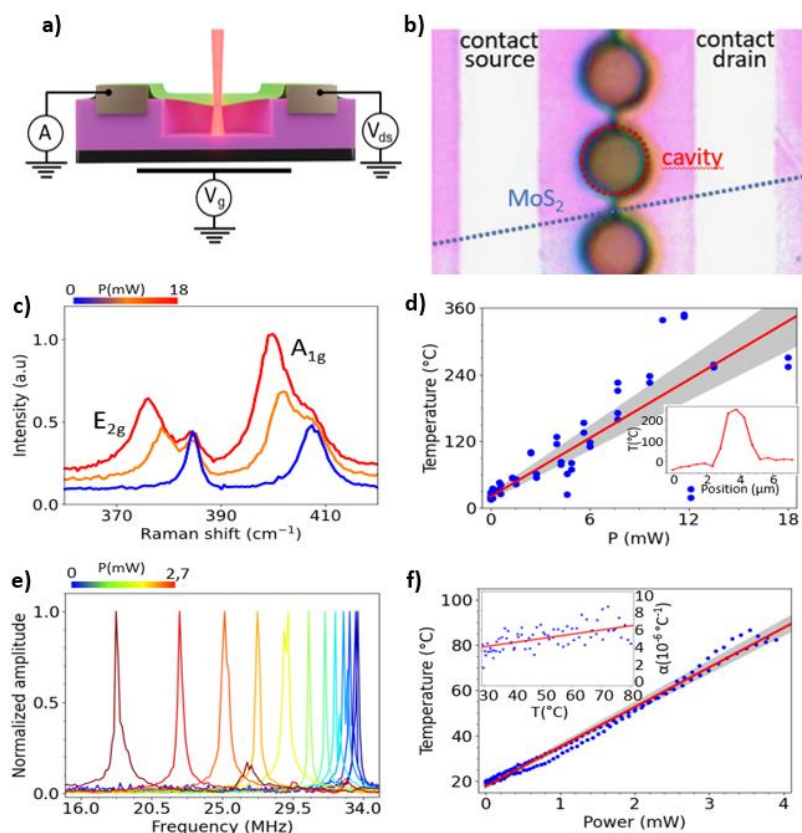 a)
A
Vds
Vg
b)
contact
source
contact
drain
cavity
MoS2
c)
P(mW)
0 18
E2g
A1g
1.0
0.5
0.0
Intensity (a.u)
370 390 410
Raman shift (cm-1)
d)
360
240
120
0
Temperature (°C)
T(°C)
200
100
0
0 2 4 6
Position (μm)
0 6 12 18
P (mW)
e)
P(mW)
0 2,7
1.0
0.5
0.0
Normalized amplitude
16.0 20.5 25.0 29.5 34.0
Frequency (MHz)
f)
100
80
60
40
20
Temperature (°C)
10
8
6
4
2
0
α(10-6 °C-1)
30 40 50 60 70 80
T(°C)
0 1 2 3 4
Power (mW)